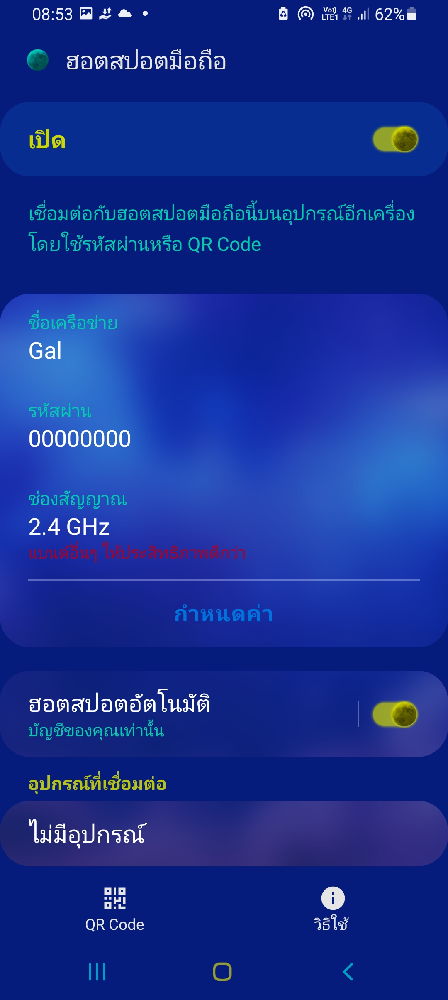 08:53
Vo)) LTE1 4G 62%
ฮอตสปอตมือถือ
เปิด
เชื่อมต่อกับฮอตสปอตมือถือนี้บนอุปกรณ์อีกเครื่อง
โดยใช้รหัสผ่านหรือ QR Code
ชื่อเครือข่าย
Gal
รหัสผ่าน
00000000
ช่องสัญญาณ
2.4 GHz
แบนด์อื่นๆ ให้ประสิทธิภาพดีกว่า
กำหนดค่า
ฮอตสปอตอัตโนมัติ
บัญชีของคุณเท่านั้น
อุปกรณ์ที่เชื่อมต่อ
ไม่มีอุปกรณ์
QR Code
วิธีใช้